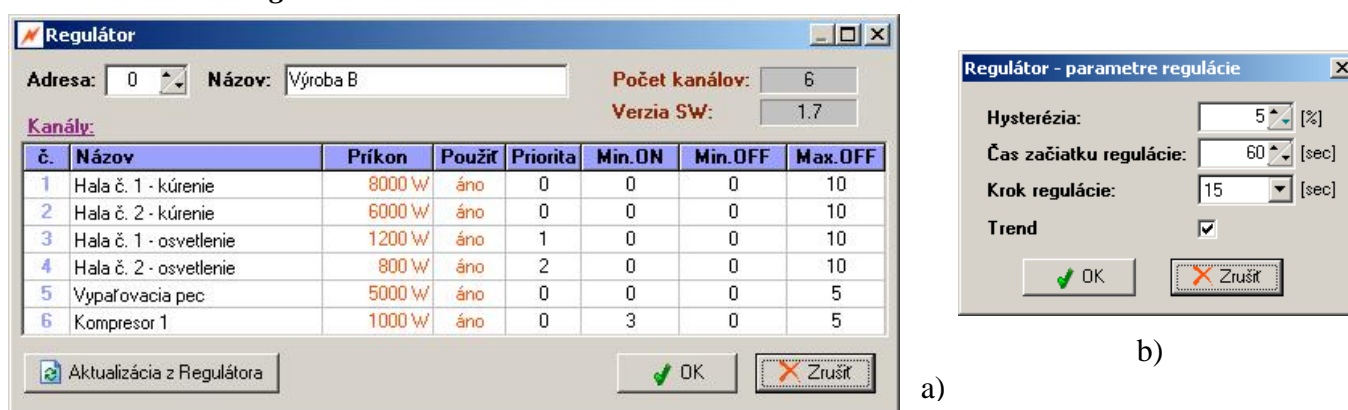 Regulátor
Adresa: 0 Názov: Výroba B Počet kanálov: 6
Verzia SW: 1.7
Kanály:
č. Názov Príkon Použiť Priorita Min.ON Min.OFF Max.OFF
1 Hala č. 1 - kúrenie 8000 W áno 0 0 0 10
2 Hala č. 2 - kúrenie 6000 W áno 0 0 0 10
3 Hala č. 1 - osvetlenie 1200 W áno 1 0 0 10
4 Hala č. 2 - osvetlenie 800 W áno 2 0 0 10
5 Vypaľovacia pec 5000 W áno 0 0 0 5
6 Kompresor 1 1000 W áno 0 3 0 5
Aktualizácia z Regulátora OK Zrušiť
a)
Regulátor - parametre regulácie
Hysterézia: 5 [%]
Čas začiatku regulácie: 60 [sec]
Krok regulácie: 15 [sec]
Trend
OK Zrušiť
b)